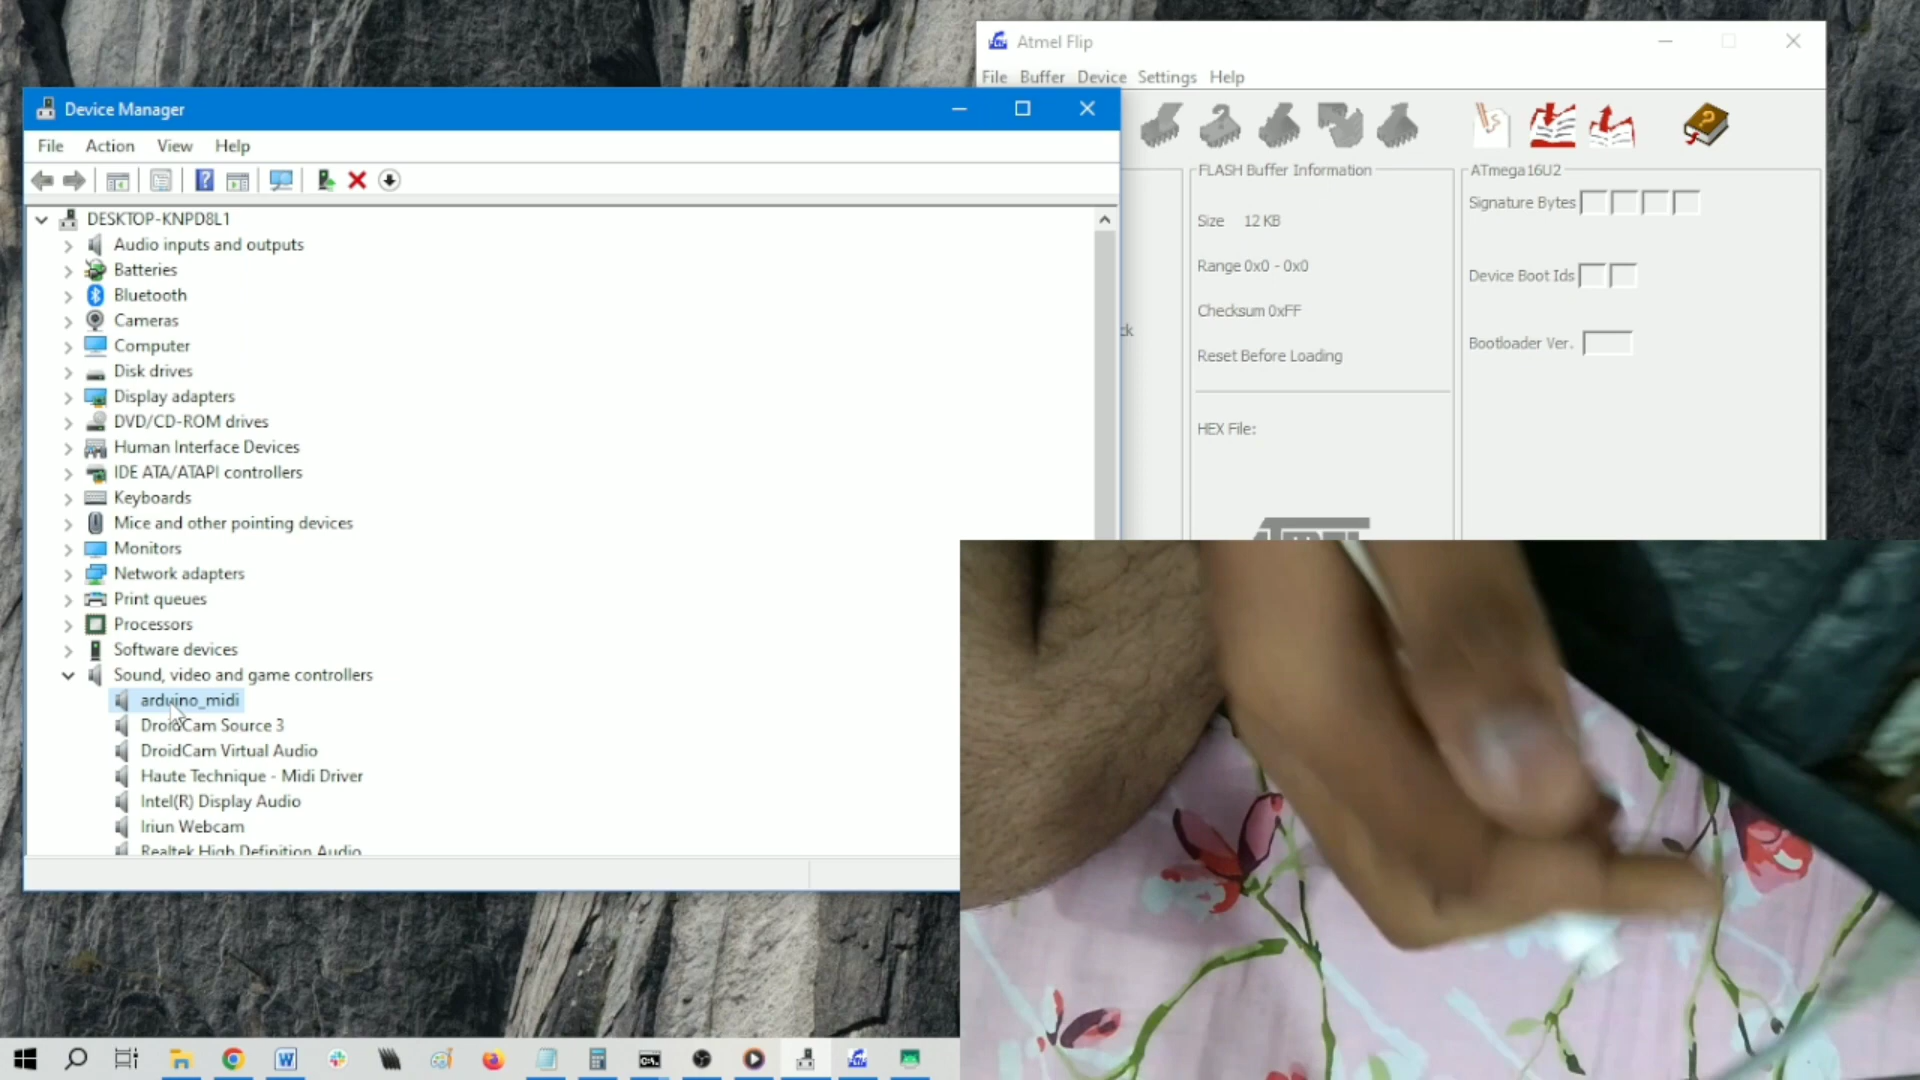 Atmel Flip
File Buffer Device Settings Help
Device Manager
File Action View Help
DESKTOP-KNPD8L1
Audio inputs and outputs
Batteries
Bluetooth
Cameras
Computer
Disk drives
Display adapters
DVD/CD-ROM drives
Human Interface Devices
IDE ATA/ATAPI controllers
Keyboards
Mice and other pointing devices
Monitors
Network adapters
Print queues
Processors
Software devices
Sound, video and game controllers
arduino_midi
DroidCam Source 3
DroidCam Virtual Audio
Haute Technique - Midi Driver
Intel(R) Display Audio
Iriun Webcam
Realtek High Definition Audio
FLASH Buffer Information
Size 12 KB
Range 0x0 - 0x0
Checksum 0xFF
Reset Before Loading
HEX File:
ATmega16U2
Signature Bytes
Device Boot Ids
Bootloader Ver.